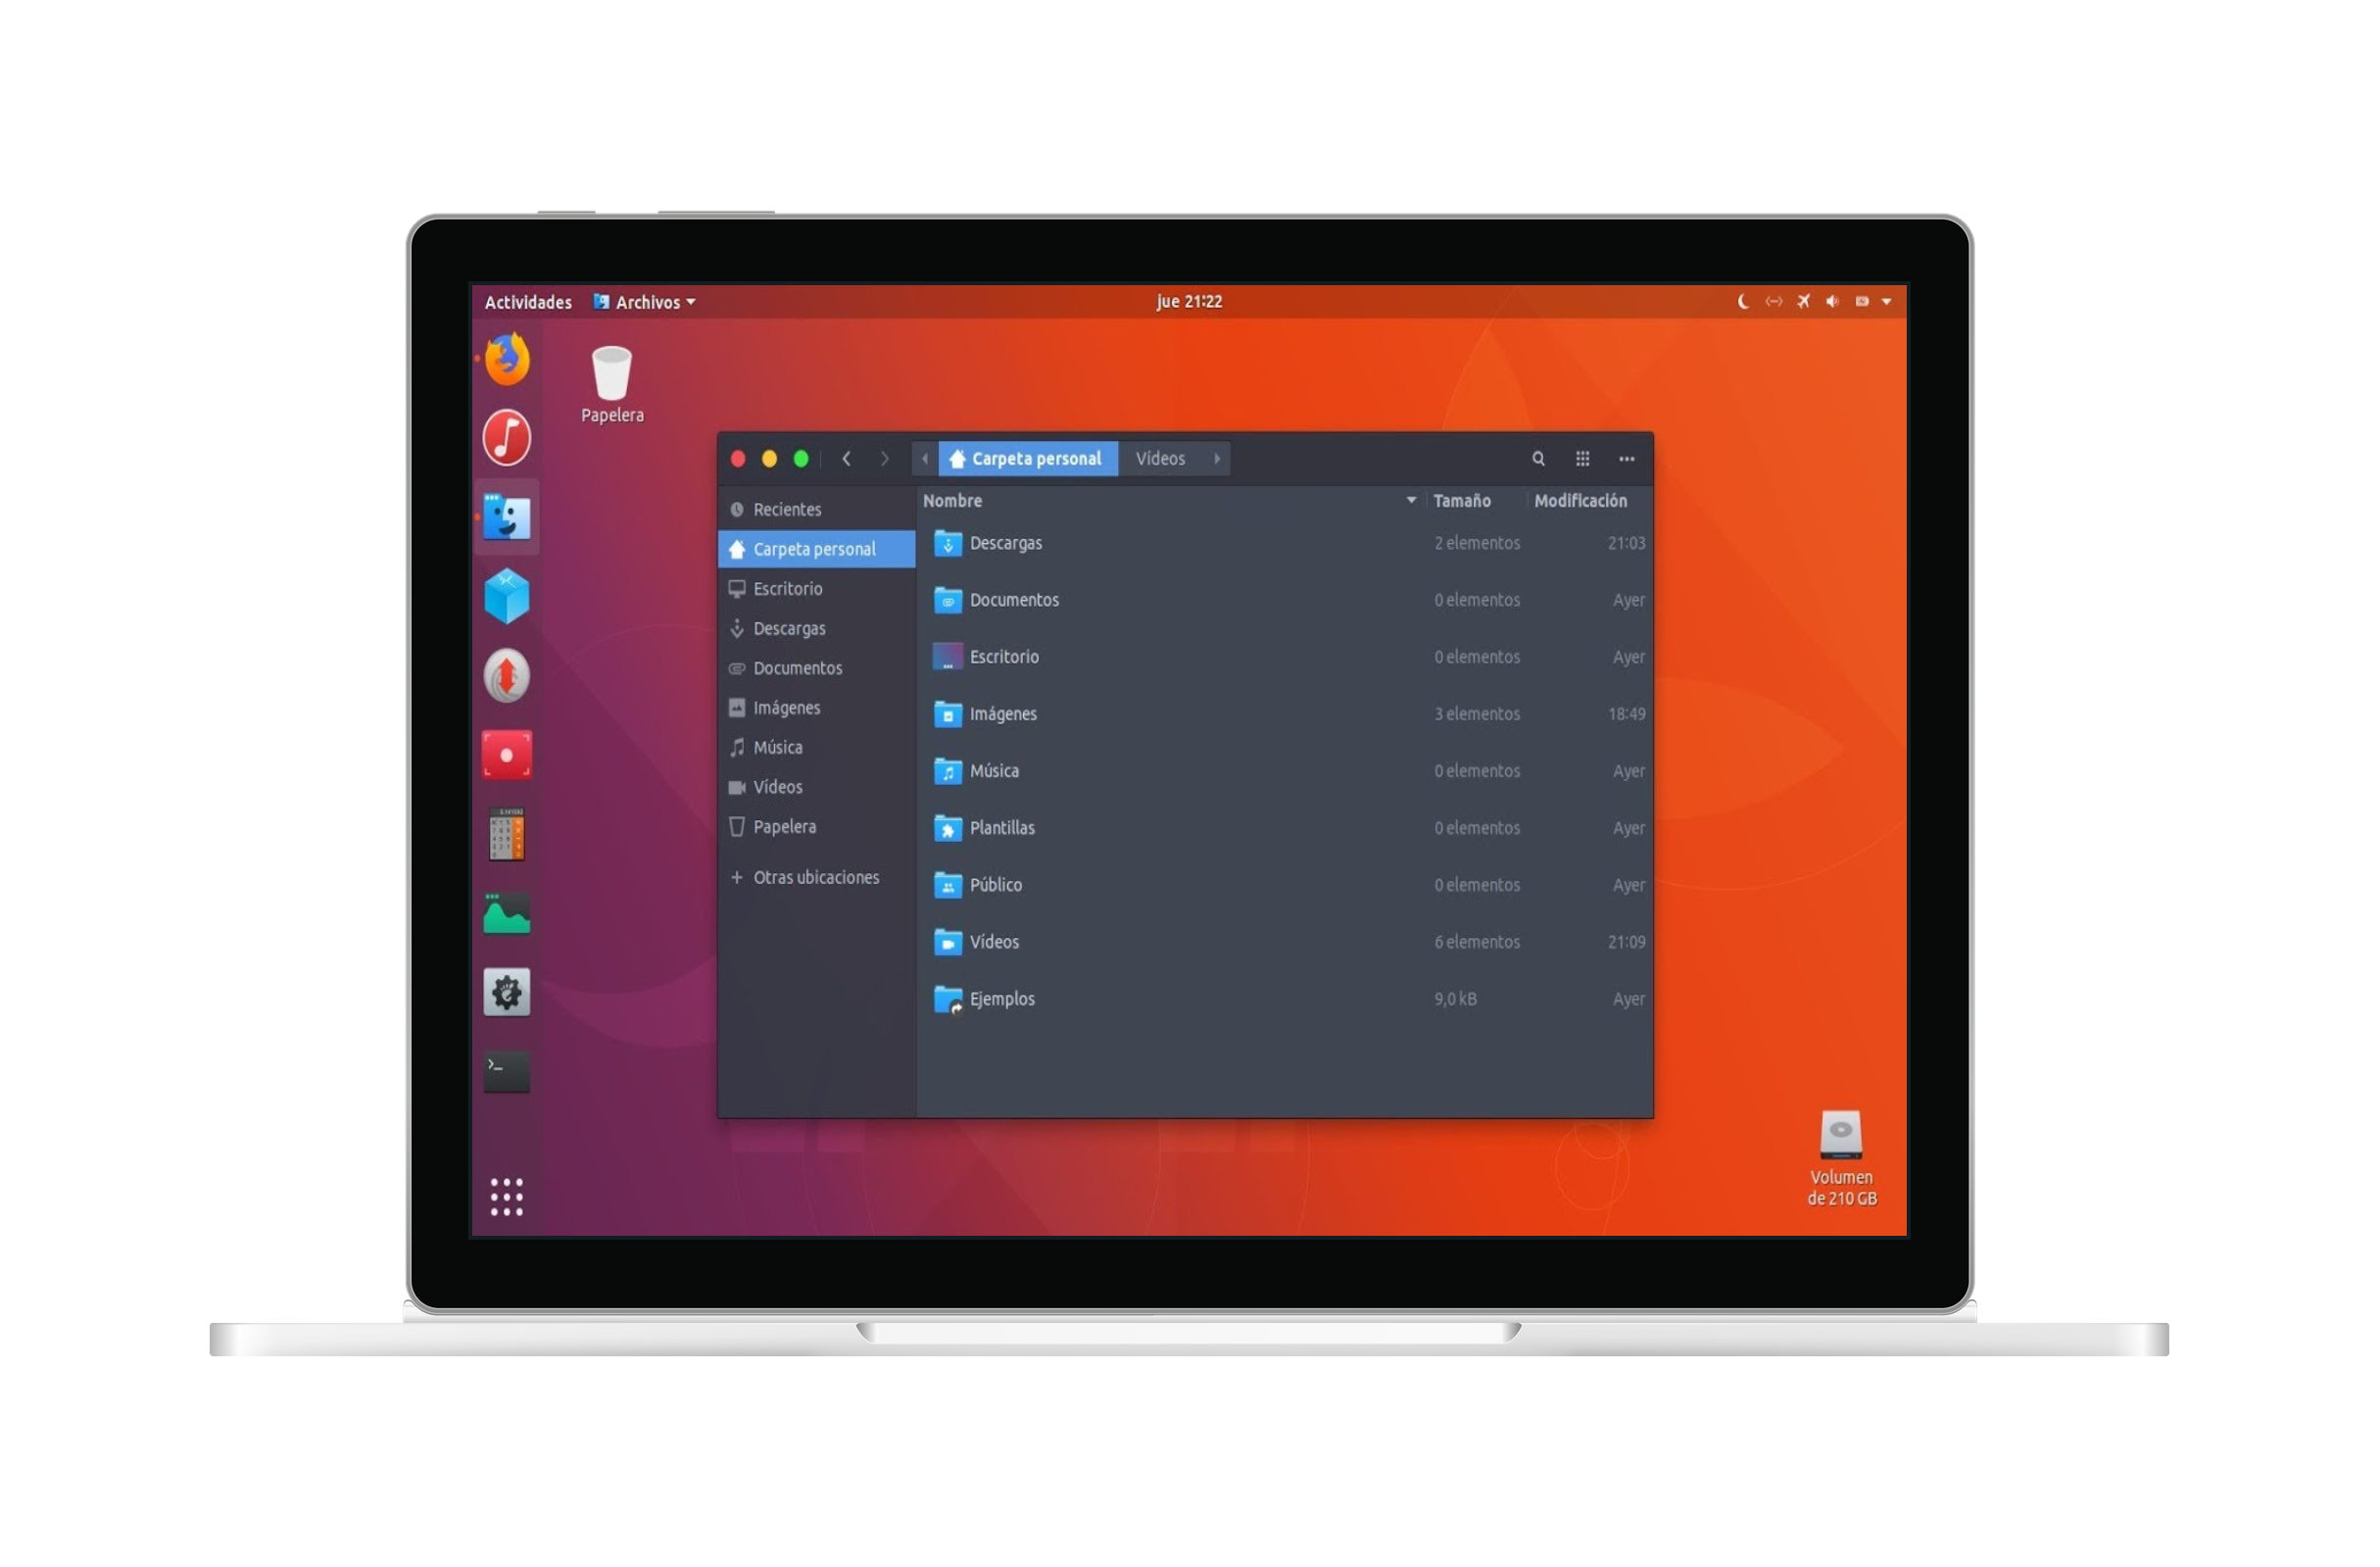 Actividades Archivos jue 21:22
Papelera
Carpeta personal Vídeos
Nombre Tamaño Modificación
Recientes
Carpeta personal
Escritorio
Descargas
Documentos
Imágenes
Música
Vídeos
Papelera
Otras ubicaciones
Descargas 2 elementos 21:03
Documentos 0 elementos Ayer
Escritorio 0 elementos Ayer
Imágenes 3 elementos 18:49
Música 0 elementos Ayer
Plantillas 0 elementos Ayer
Público 0 elementos Ayer
Vídeos 6 elementos 21:09
Ejemplos 9,0 kB Ayer
Volumen
de 210 GB